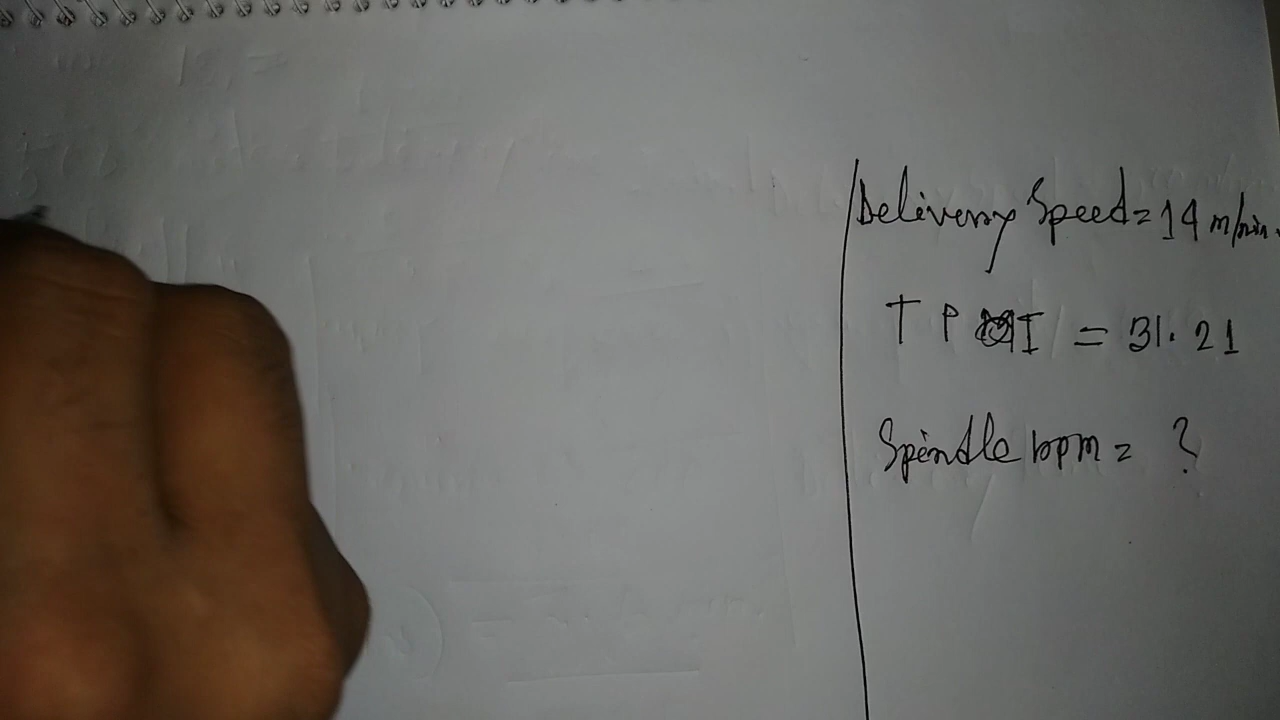 Delivery Speed = 14 m/min.
T P I = 31.21
Spindle rpm = ?